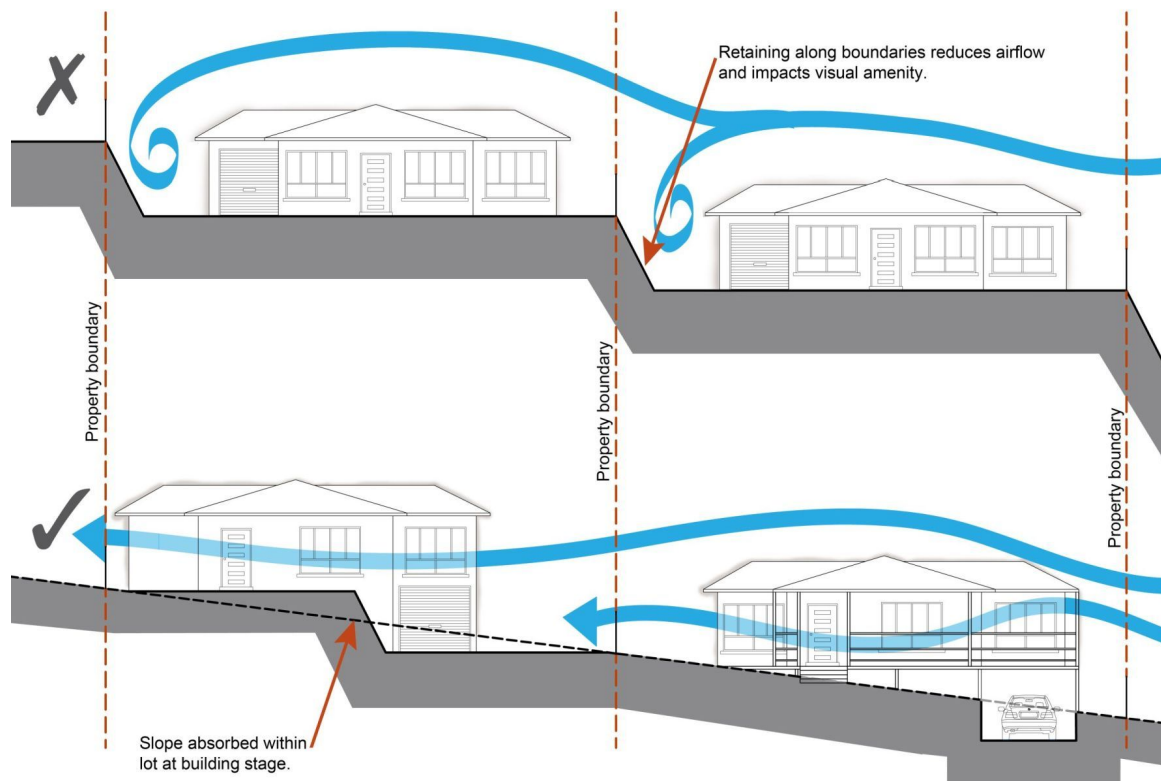 Retaining along boundaries reduces airflow
and impacts visual amenity.
Property boundary
Property boundary
Property boundary
Slope absorbed within
lot at building stage.